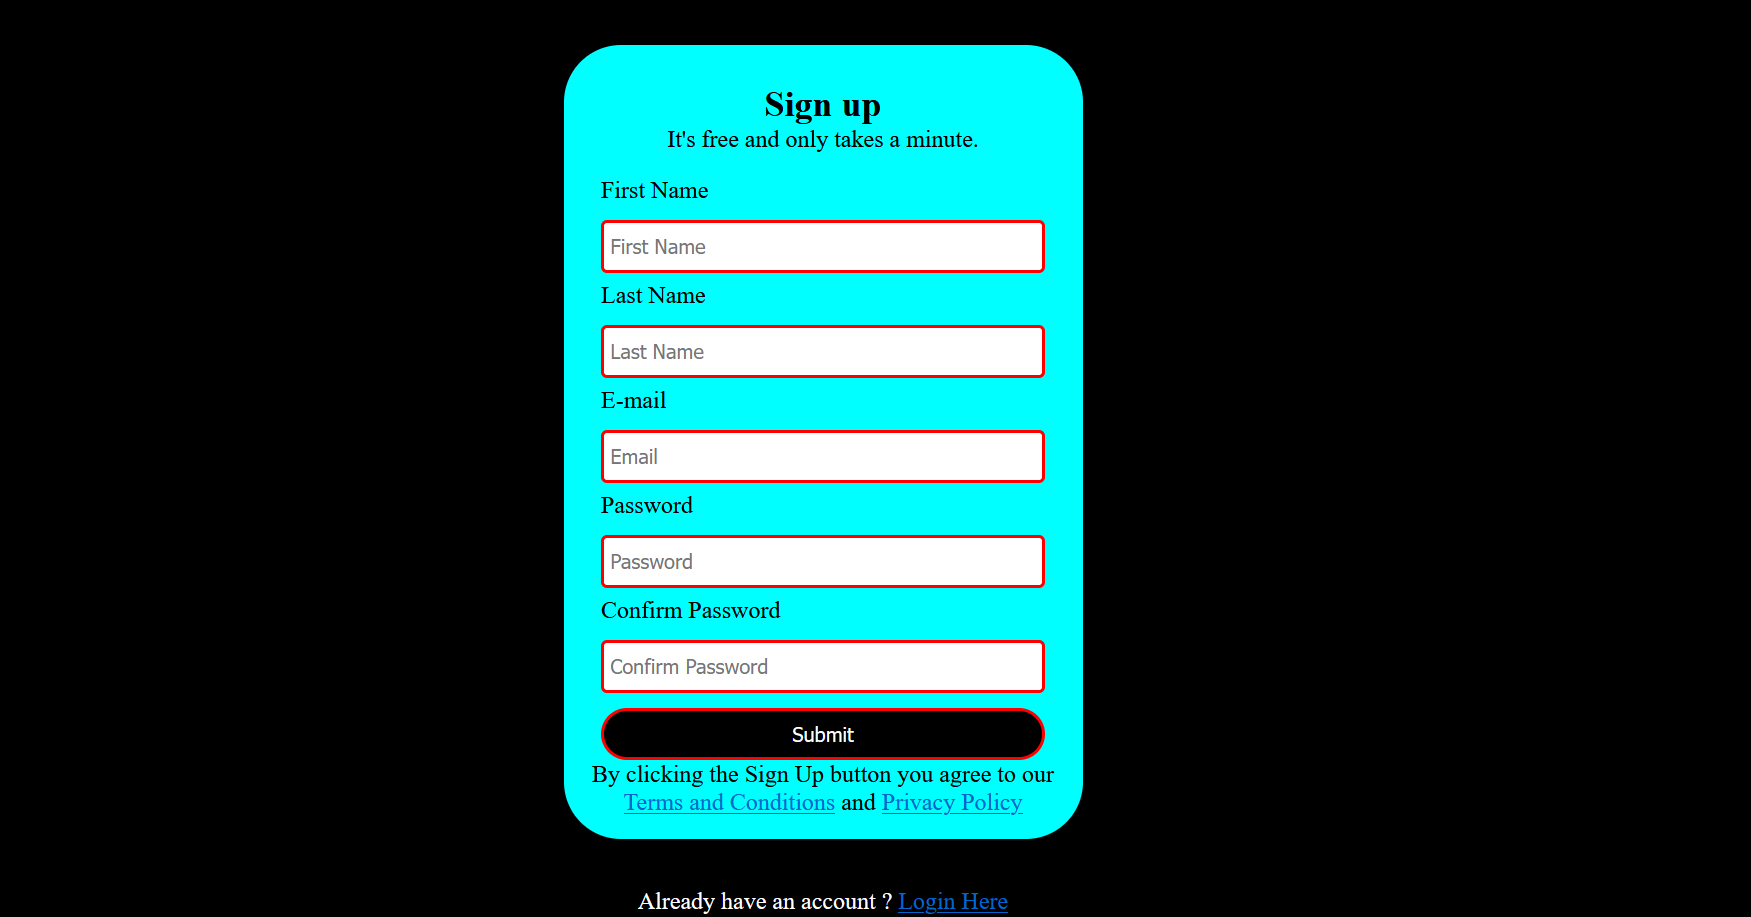 Sign up
It's free and only takes a minute.
First Name
First Name
Last Name
Last Name
E-mail
Email
Password
Password
Confirm Password
Confirm Password
Submit
By clicking the Sign Up button you agree to our
Terms and Conditions and Privacy Policy
Already have an account ? Login Here